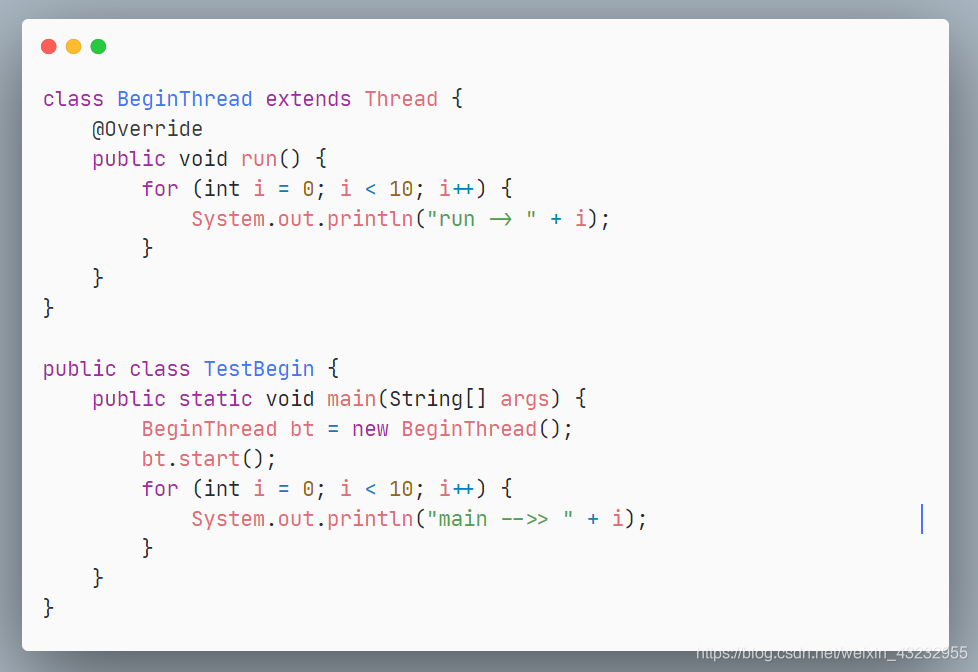 class BeginThread extends Thread {
    @Override
    public void run() {
        for (int i = 0; i < 10; i++) {
            System.out.println("run -> " + i);
        }
    }
}

public class TestBegin {
    public static void main(String[] args) {
        BeginThread bt = new BeginThread();
        bt.start();
        for (int i = 0; i < 10; i++) {
            System.out.println("main -->> " + i);
        }
    }
}
https://blog.csdn.net/weixin_43232955